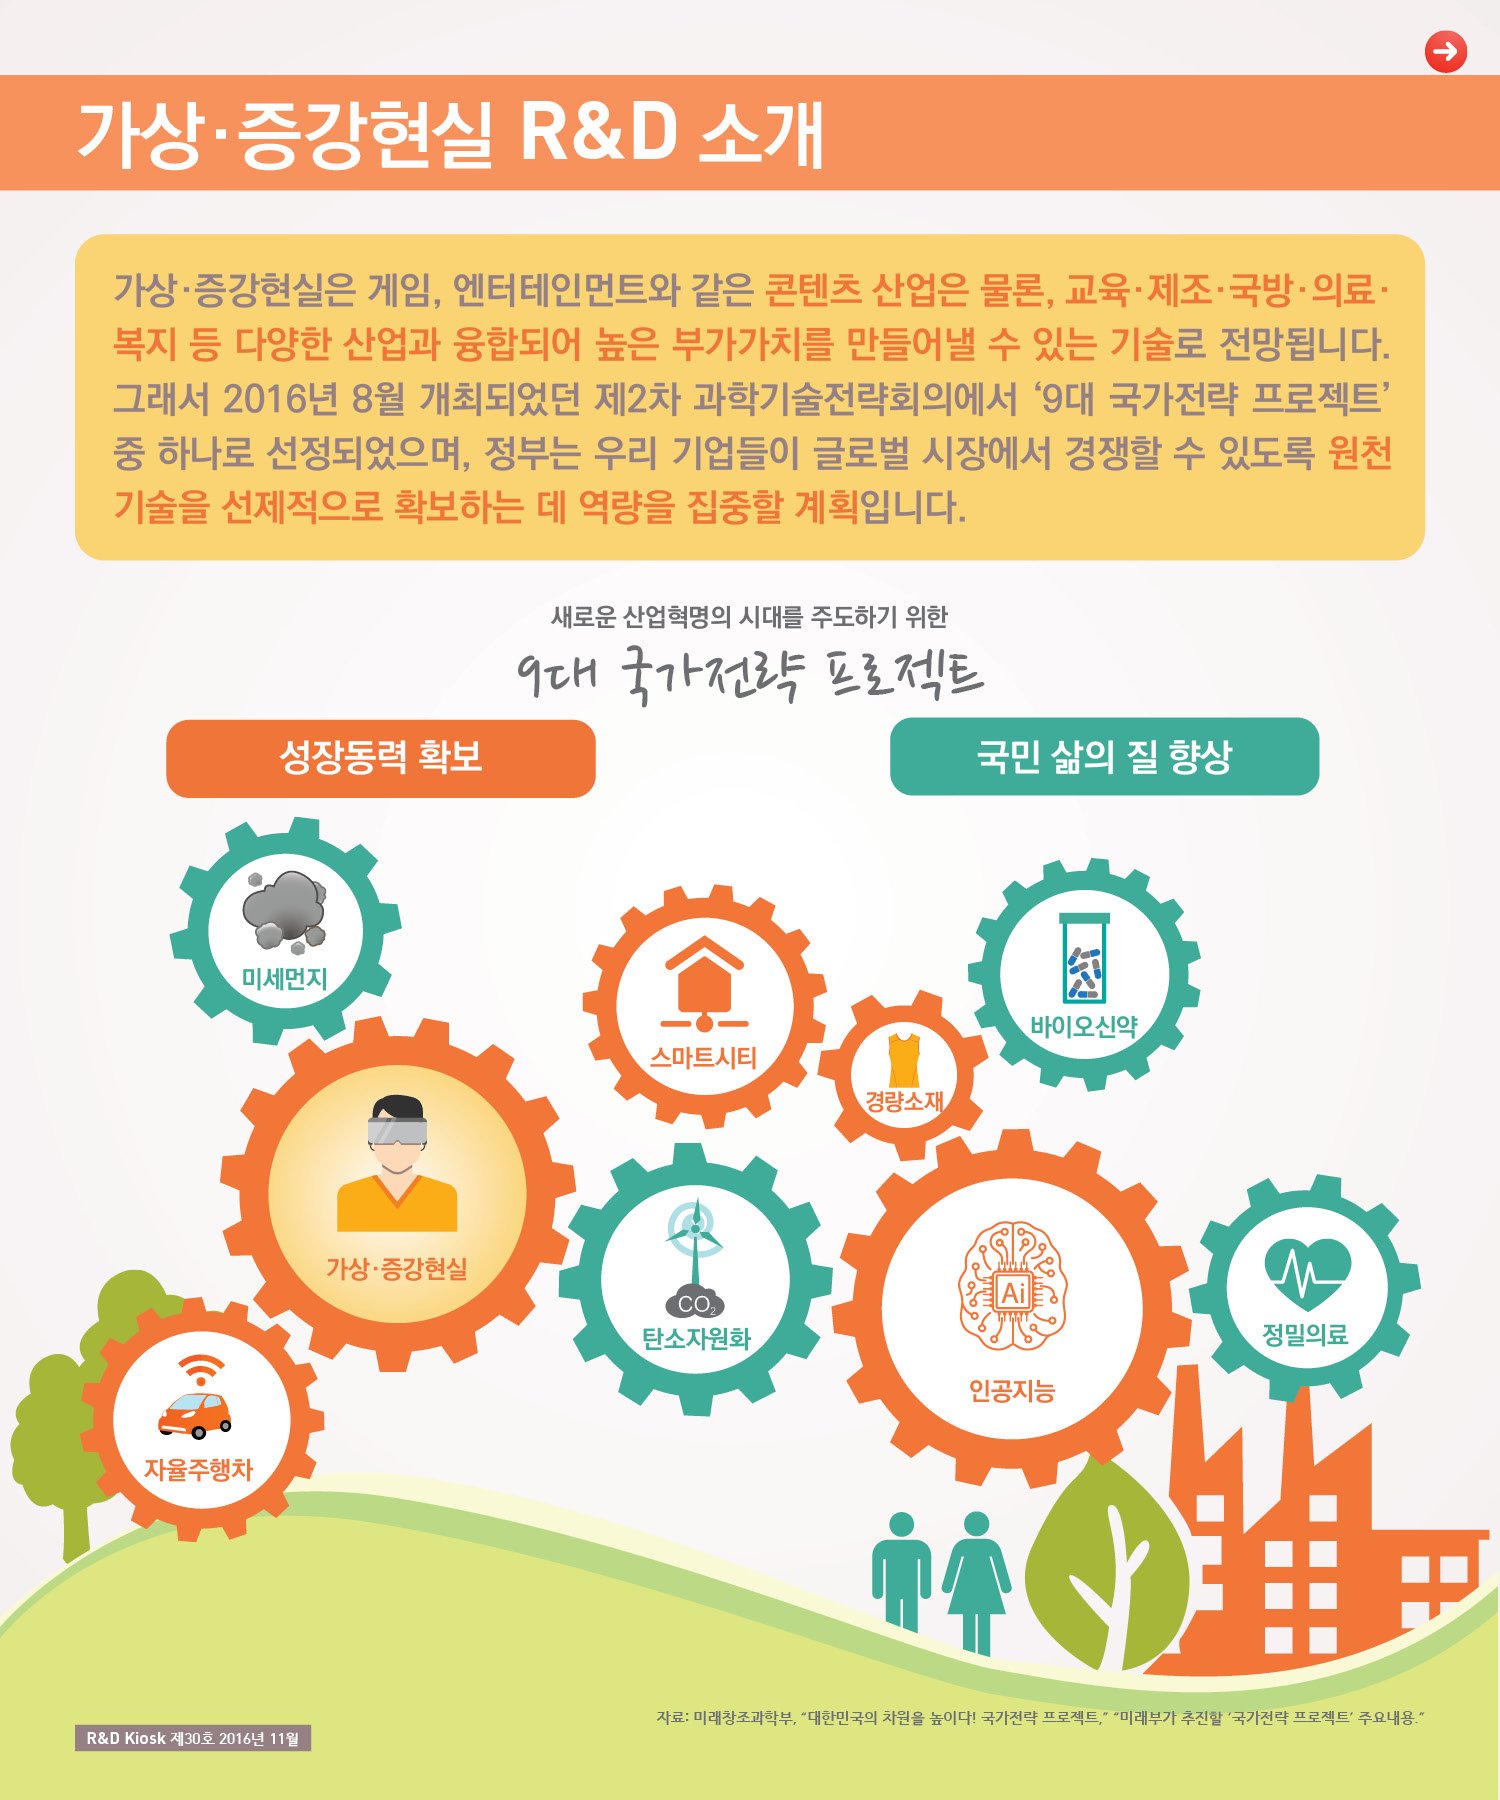 가상·증강현실 R&D 소개
가상·증강현실은 게임, 엔터테인먼트와 같은 콘텐츠 산업은 물론, 교육·제조·국방·의료·
복지 등 다양한 산업과 융합되어 높은 부가가치를 만들어낼 수 있는 기술로 전망됩니다.
그래서 2016년 8월 개최되었던 제2차 과학기술전략회의에서 ‘9대 국가전략 프로젝트’
중 하나로 선정되었으며, 정부는 우리 기업들이 글로벌 시장에서 경쟁할 수 있도록 원천
기술을 선제적으로 확보하는 데 역량을 집중할 계획입니다.
새로운 산업혁명의 시대를 주도하기 위한
9대 국가전략 프로젝트
성장동력 확보
국민 삶의 질 향상
미세먼지
스마트시티
바이오신약
경량소재
가상·증강현실
CO₂
탄소자원화
Ai
인공지능
정밀의료
자율주행차
자료: 미래창조과학부, “대한민국의 차원을 높이다! 국가전략 프로젝트,” “미래부가 추진할 ‘국가전략 프로젝트’ 주요내용.”
R&D Kiosk 제30호 2016년 11월